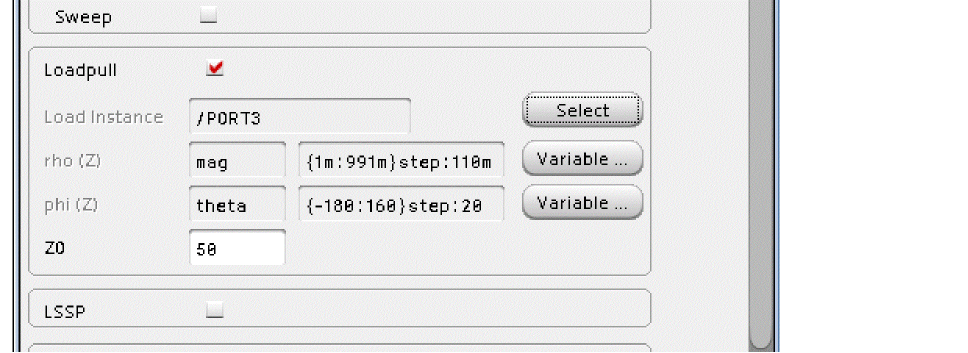 Sweep
Loadpull
Load Instance /PORT3 Select
rho (Z) mag {1m:991m}step:110m Variable ...
phi (Z) theta {-180:160}step:20 Variable ...
Z0 50
LSSP